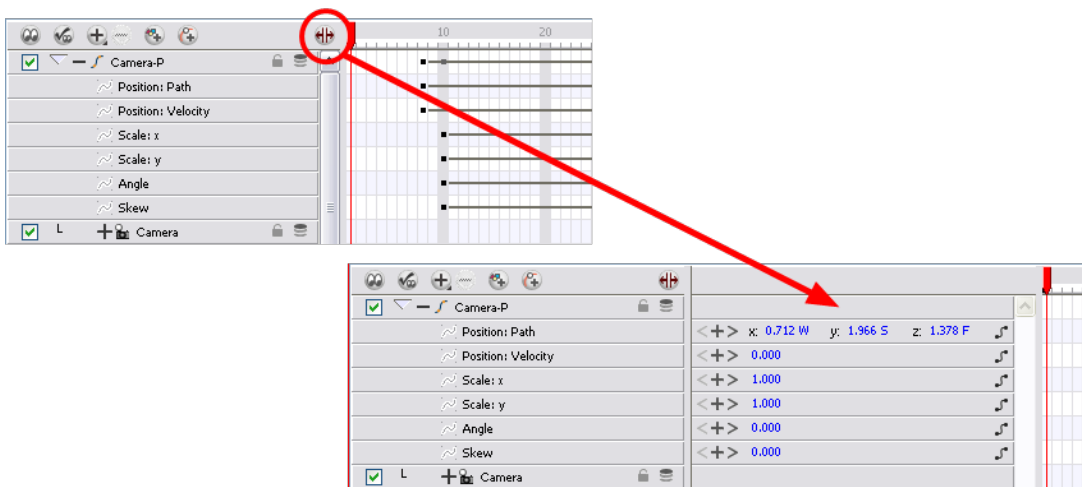 10 20
Camera-P
Position: Path
Position: Velocity
Scale: x
Scale: y
Angle
Skew
L Camera
Camera-P
Position: Path x: 0.712 W y: 1.966 S z: 1.378 F
Position: Velocity 0.000
Scale: x 1.000
Scale: y 1.000
Angle 0.000
Skew 0.000
L Camera